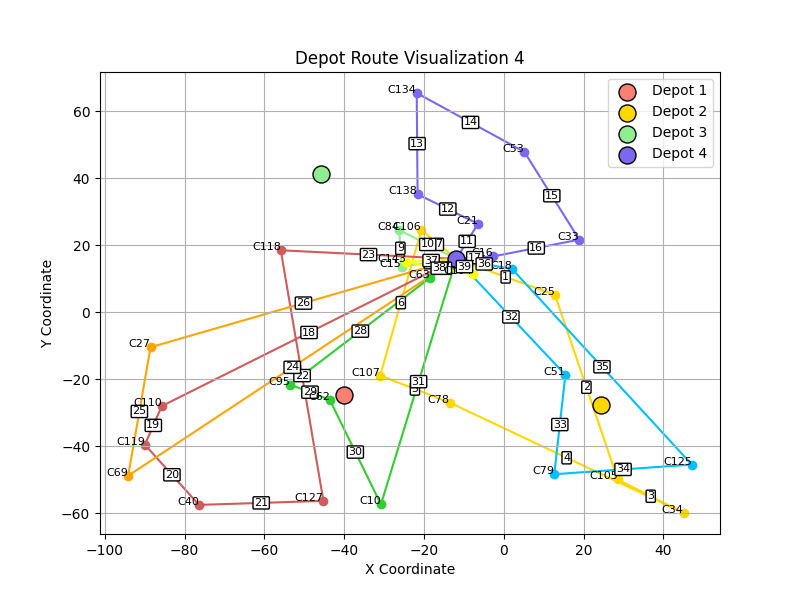 Depot Route Visualization 4
Depot 1
Depot 2
Depot 3
Depot 4
Y Coordinate
X Coordinate
60
40
20
0
−20
−40
−60
−100
−80
−60
−40
−20
0
20
40
C134
C53
C138
C21
C33
C84
C106
C118
C143
C15
C63
C16
C18
C25
C27
C107
C51
C95
C62
C78
C110
C119
C69
C40
C127
C10
C79
C105
C125
C34
14
13
15
12
11
16
10
7
9
23
37
38
39
36
17
1
26
6
32
18
28
24
22
29
31
35
2
25
19
33
30
20
21
4
34
3